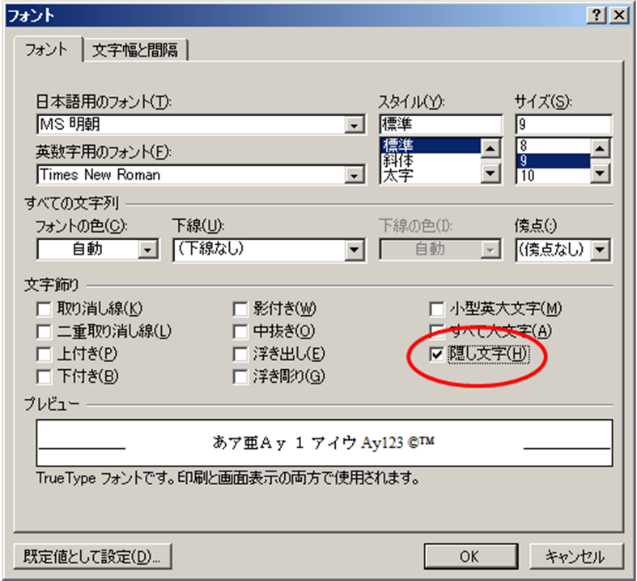 フォント
フォント 文字幅と間隔
日本語用のフォント(T): スタイル(Y): サイズ(S):
MS 明朝 標準 9
英数字用のフォント(F): 標準 8
Times New Roman 斜体 9
太字 10
すべての文字列
フォントの色(C): 下線(U): 下線の色(I): 傍点(:)
自動 (下線なし) 自動 (傍点なし)
文字飾り
取り消し線(K) 影付き(W) 小型英大文字(M)
二重取り消し線(L) 中抜き(O) すべて大文字(A)
上付き(P) 浮き出し(E) 隠し文字(H)
下付き(B) 浮き彫り(G)
プレビュー
あア亜Ay 1 アイウ Ay123 ©™
TrueType フォントです。印刷と画面表示の両方で使用されます。
既定値として設定(D)... OK キャンセル